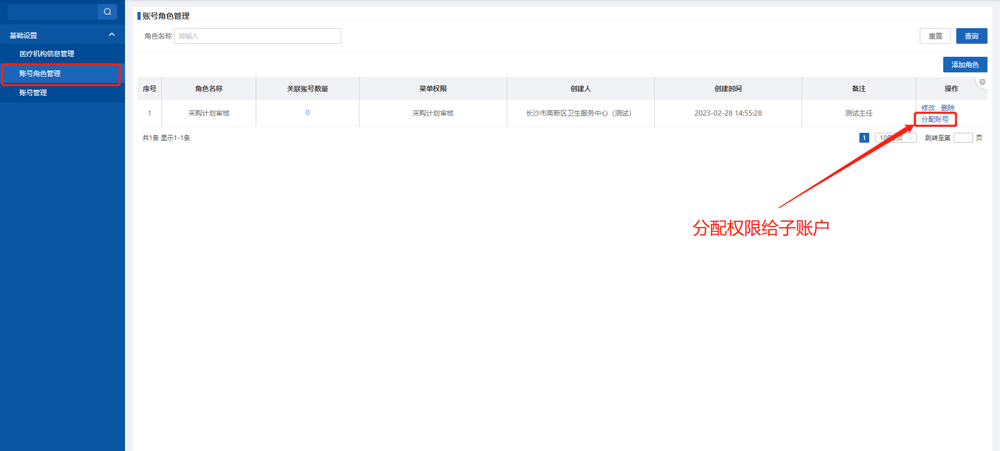 基础设置
医疗机构信息管理
账号角色管理
账号管理
账号角色管理
角色名称 请输入 重置 查询
添加角色
序号 角色名称 关联账号数量 菜单权限 创建人 创建时间 备注 操作
1 采购计划审核 0 采购计划审核 长沙市高新区卫生服务中心（测试） 2023-02-28 14:55:28 测试主任 修改 删除
分配账号
共1条 显示1-1条 1 10条/页 跳转至第 页
分配权限给子账户